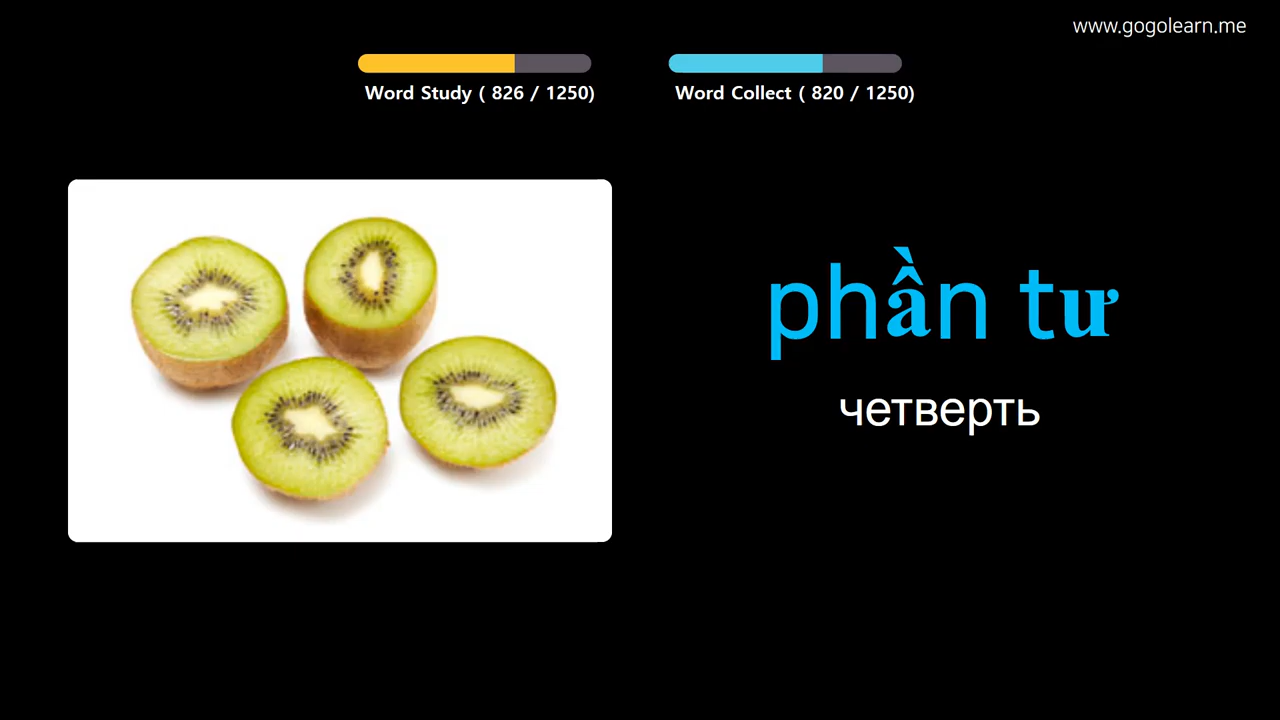 www.gogolearn.me
Word Study ( 826 / 1250)
Word Collect ( 820 / 1250)
phần tư
четверть